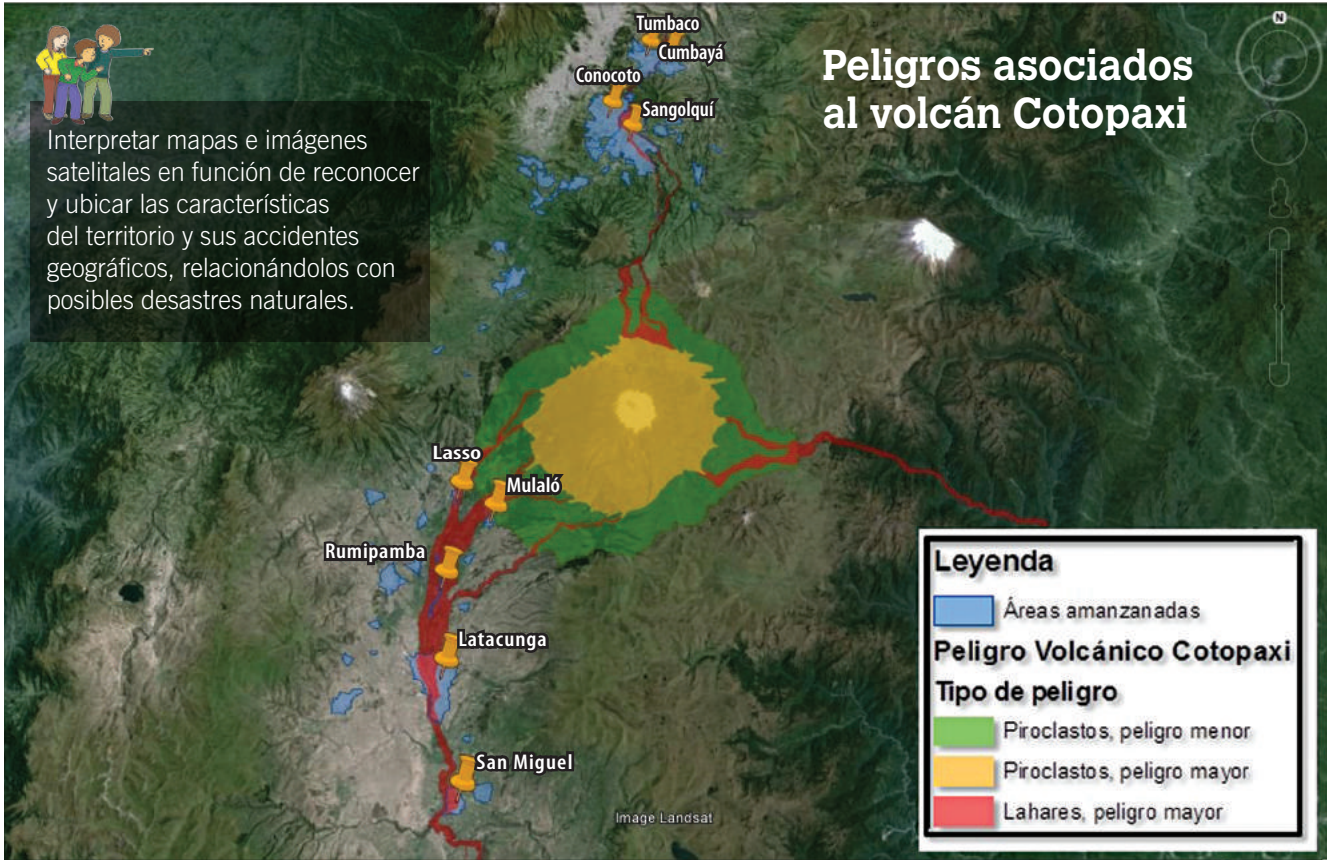 Peligros asociados
al volcán Cotopaxi
Interpretar mapas e imágenes
satelitales en función de reconocer
y ubicar las características
del territorio y sus accidentes
geográficos, relacionándolos con
posibles desastres naturales.
Tumbaco
Cumbayá
Conocoto
Sangolquí
N
Lasso
Mulaló
Rumipamba
Latacunga
San Miguel
Image Landsat
Leyenda
Áreas amanzanadas
Peligro Volcánico Cotopaxi
Tipo de peligro
Piroclastos, peligro menor
Piroclastos, peligro mayor
Lahares, peligro mayor